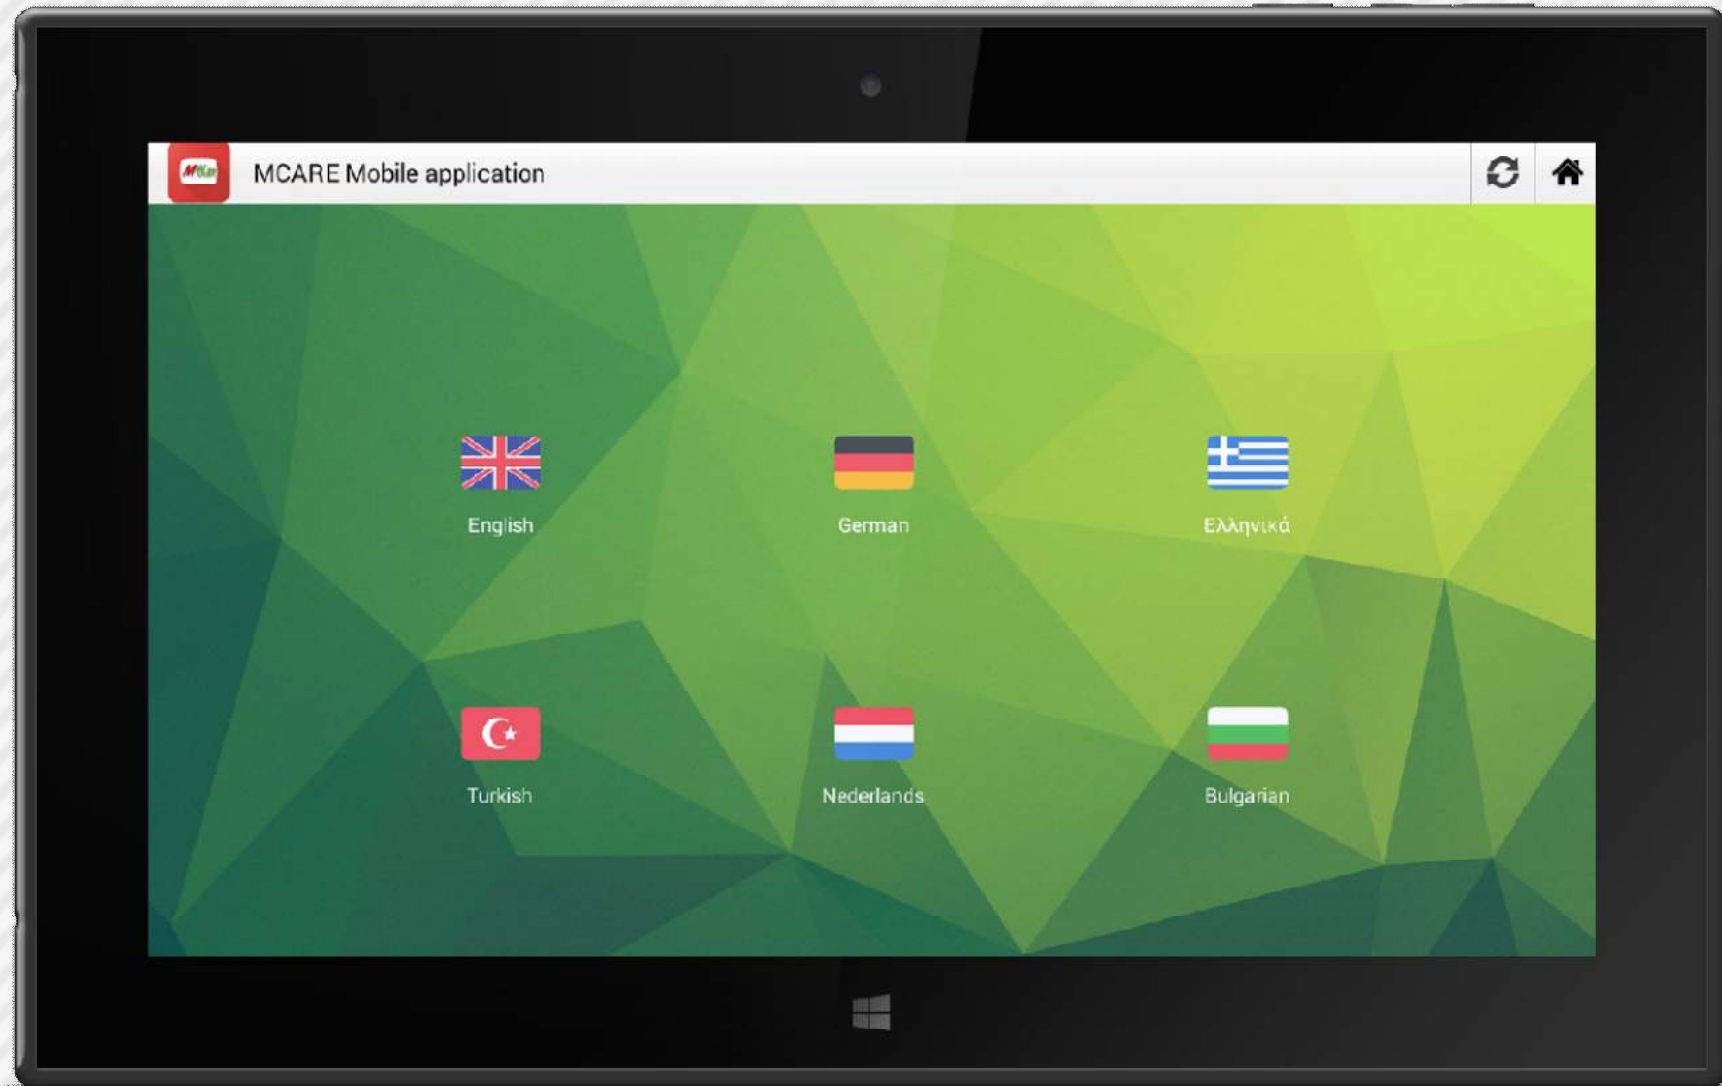 MCARE Mobile application
English
German
Ελληνικά
Turkish
Nederlands
Bulgarian